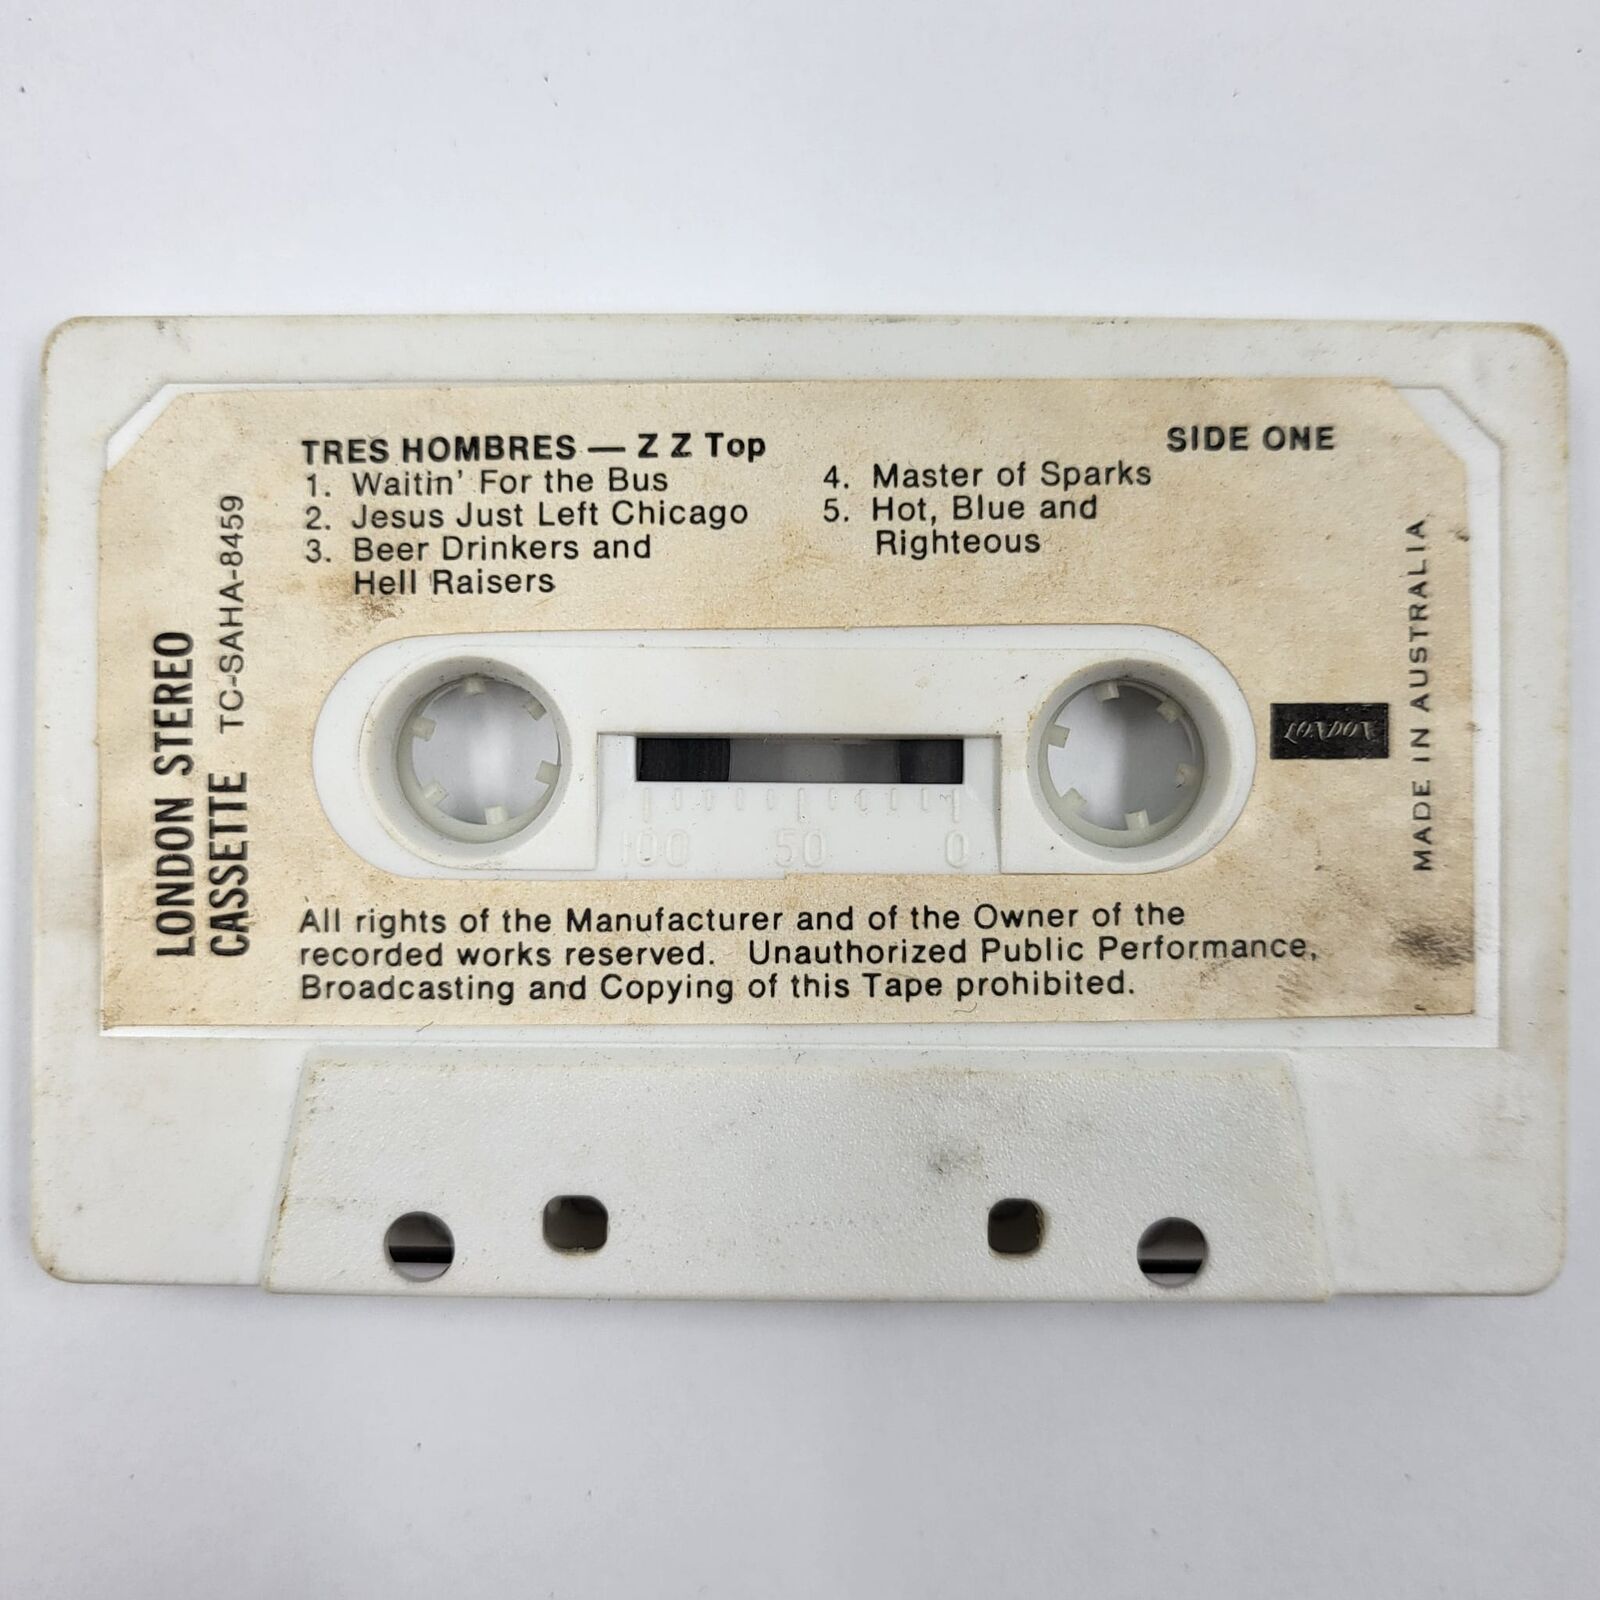 TRES HOMBRES — Z Z Top
SIDE ONE
1. Waitin' For the Bus
2. Jesus Just Left Chicago
3. Beer Drinkers and
Hell Raisers
4. Master of Sparks
5. Hot, Blue and
Righteous
LONDON STEREO
CASSETTE TC-SAHA-8459
LONDON
MADE IN AUSTRALIA
100 50 0
All rights of the Manufacturer and of the Owner of the
recorded works reserved. Unauthorized Public Performance,
Broadcasting and Copying of this Tape prohibited.